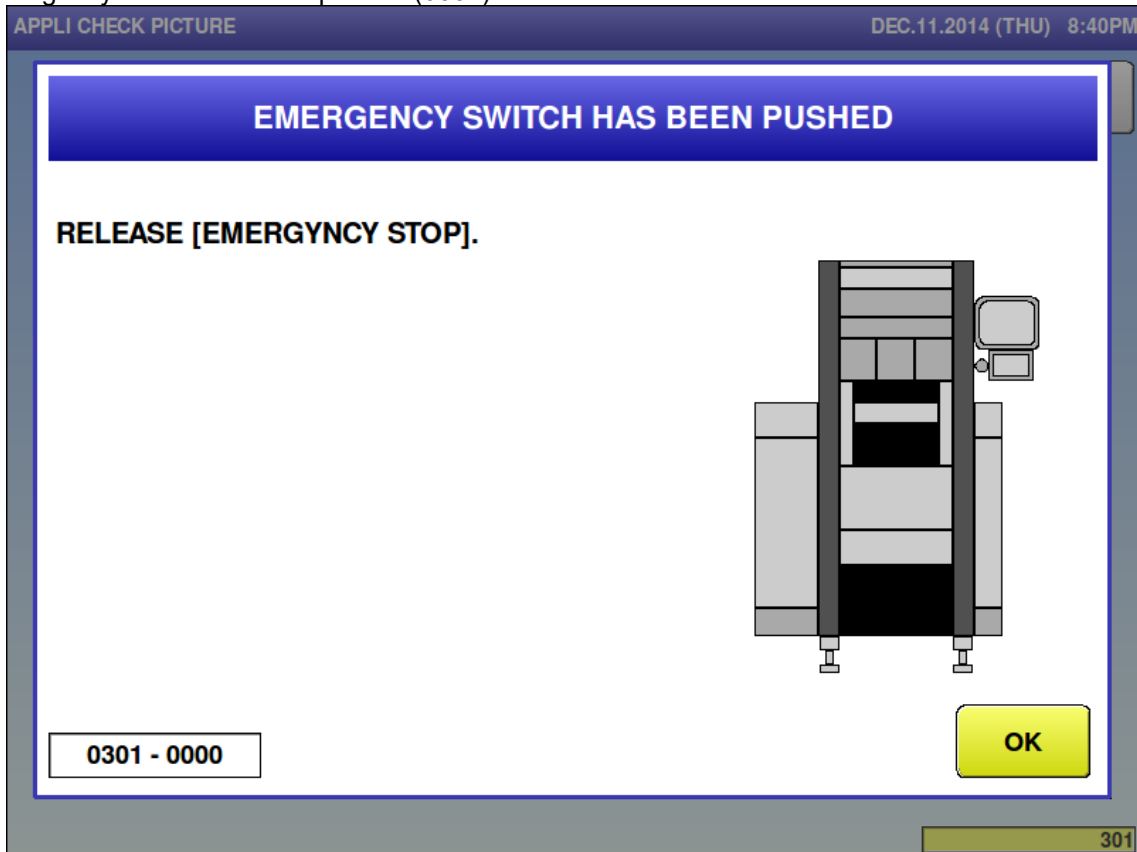 APPLI CHECK PICTURE DEC.11.2014 (THU) 8:40PM
EMERGENCY SWITCH HAS BEEN PUSHED
RELEASE [EMERGYNCY STOP].
OK
0301 - 0000
301